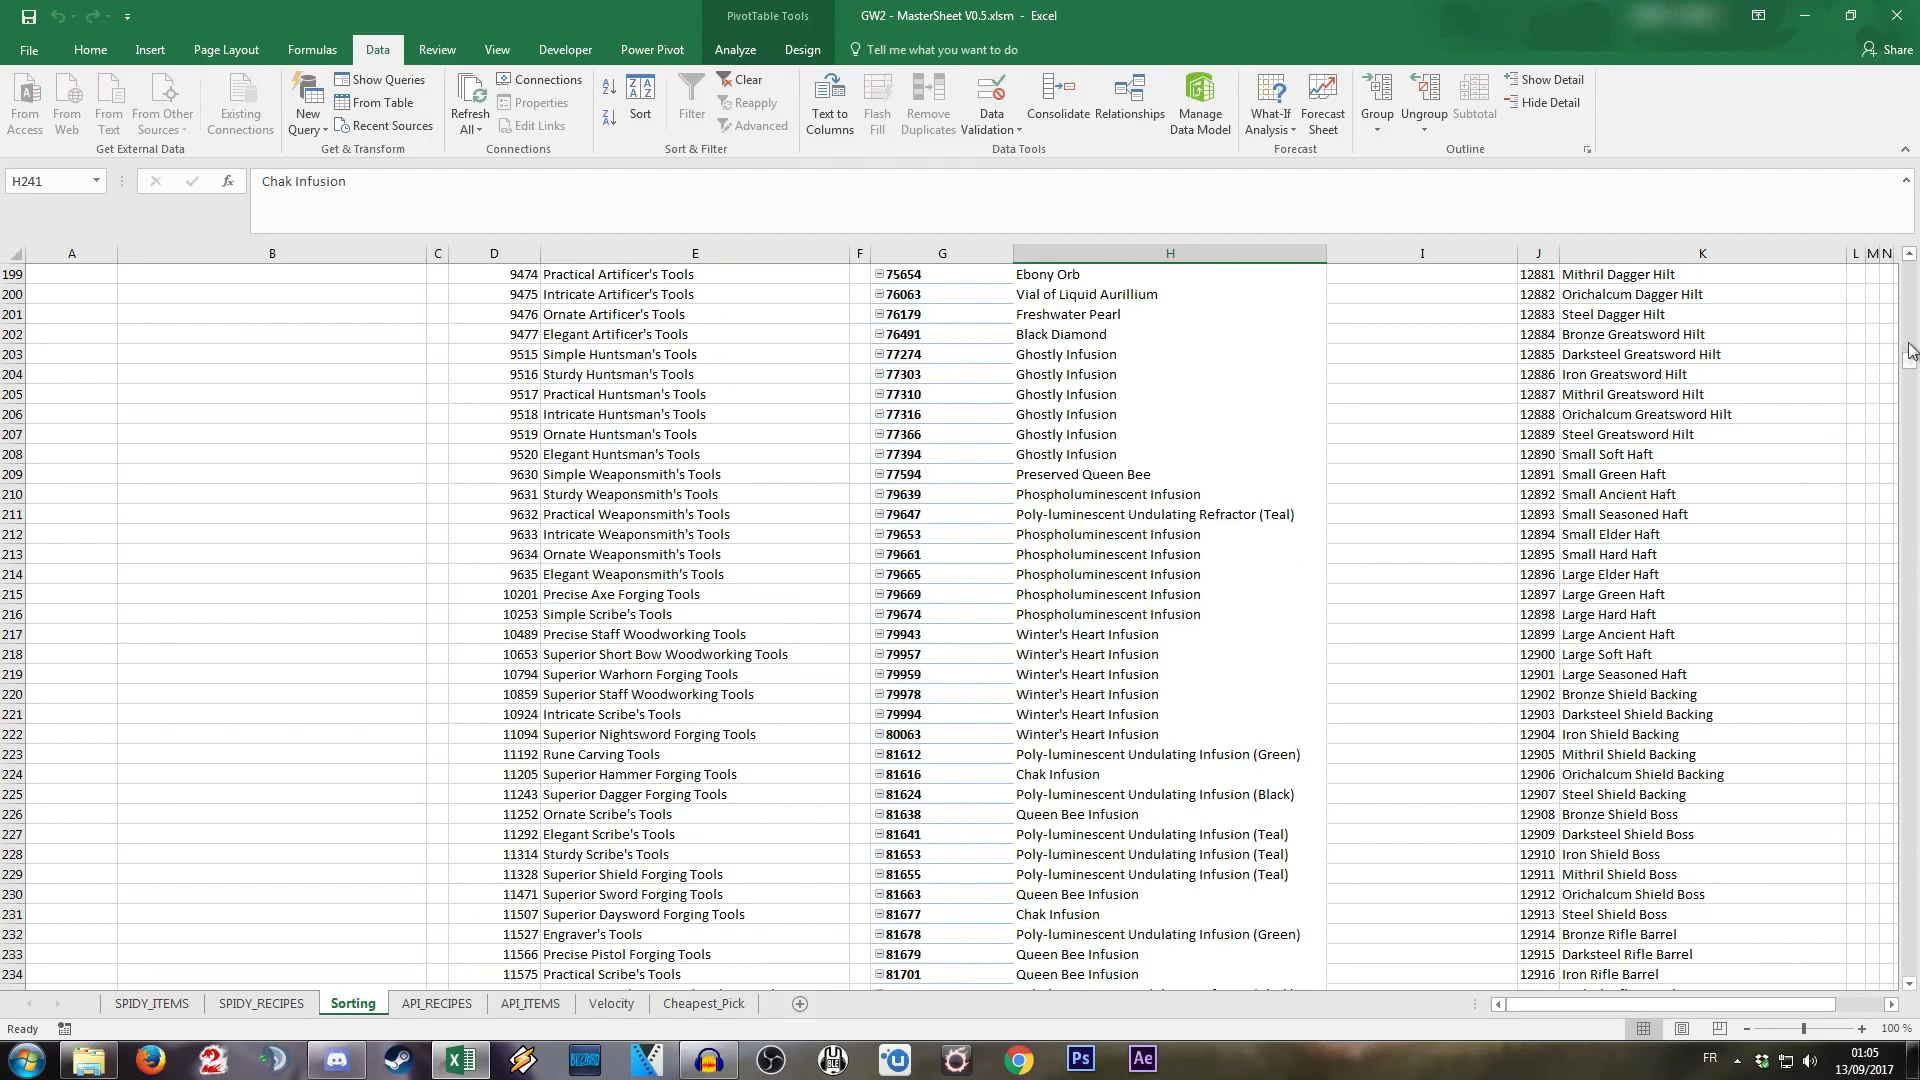 PivotTable Tools
GW2 - MasterSheet V0.5.xlsm - Excel
File Home Insert Page Layout Formulas Data Review View Developer Power Pivot Analyze Design Tell me what you want to do Share
From Access
From Web
From Text
From Other Sources
Existing Connections
Get External Data
New Query
Show Queries
From Table
Recent Sources
Get & Transform
Refresh All
Connections
Properties
Edit Links
Connections
Sort
Filter
Clear
Reapply
Advanced
Sort & Filter
Text to Columns
Flash Fill
Remove Duplicates
Data Validation
Consolidate
Relationships
Manage Data Model
Data Tools
What-If Analysis
Forecast Sheet
Forecast
Group
Ungroup
Subtotal
Show Detail
Hide Detail
Outline
H241 fx Chak Infusion
A B C D E F G H I J K L M N
199 9474 Practical Artificer's Tools 75654 Ebony Orb 12881 Mithril Dagger Hilt
200 9475 Intricate Artificer's Tools 76063 Vial of Liquid Aurillium 12882 Orichalcum Dagger Hilt
201 9476 Ornate Artificer's Tools 76179 Freshwater Pearl 12883 Steel Dagger Hilt
202 9477 Elegant Artificer's Tools 76491 Black Diamond 12884 Bronze Greatsword Hilt
203 9515 Simple Huntsman's Tools 77274 Ghostly Infusion 12885 Darksteel Greatsword Hilt
204 9516 Sturdy Huntsman's Tools 77303 Ghostly Infusion 12886 Iron Greatsword Hilt
205 9517 Practical Huntsman's Tools 77310 Ghostly Infusion 12887 Mithril Greatsword Hilt
206 9518 Intricate Huntsman's Tools 77316 Ghostly Infusion 12888 Orichalcum Greatsword Hilt
207 9519 Ornate Huntsman's Tools 77366 Ghostly Infusion 12889 Steel Greatsword Hilt
208 9520 Elegant Huntsman's Tools 77394 Ghostly Infusion 12890 Small Soft Haft
209 9630 Simple Weaponsmith's Tools 77594 Preserved Queen Bee 12891 Small Green Haft
210 9631 Sturdy Weaponsmith's Tools 79639 Phospholuminescent Infusion 12892 Small Ancient Haft
211 9632 Practical Weaponsmith's Tools 79647 Poly-luminescent Undulating Refractor (Teal) 12893 Small Seasoned Haft
212 9633 Intricate Weaponsmith's Tools 79653 Phospholuminescent Infusion 12894 Small Elder Haft
213 9634 Ornate Weaponsmith's Tools 79661 Phospholuminescent Infusion 12895 Small Hard Haft
214 9635 Elegant Weaponsmith's Tools 79665 Phospholuminescent Infusion 12896 Large Elder Haft
215 10201 Precise Axe Forging Tools 79669 Phospholuminescent Infusion 12897 Large Green Haft
216 10253 Simple Scribe's Tools 79674 Phospholuminescent Infusion 12898 Large Hard Haft
217 10489 Precise Staff Woodworking Tools 79943 Winter's Heart Infusion 12899 Large Ancient Haft
218 10653 Superior Short Bow Woodworking Tools 79957 Winter's Heart Infusion 12900 Large Soft Haft
219 10794 Superior Warhorn Forging Tools 79959 Winter's Heart Infusion 12901 Large Seasoned Haft
220 10859 Superior Staff Woodworking Tools 79978 Winter's Heart Infusion 12902 Bronze Shield Backing
221 10924 Intricate Scribe's Tools 79994 Winter's Heart Infusion 12903 Darksteel Shield Backing
222 11094 Superior Nightsword Forging Tools 80063 Winter's Heart Infusion 12904 Iron Shield Backing
223 11192 Rune Carving Tools 81612 Poly-luminescent Undulating Infusion (Green) 12905 Mithril Shield Backing
224 11205 Superior Hammer Forging Tools 81616 Chak Infusion 12906 Orichalcum Shield Backing
225 11243 Superior Dagger Forging Tools 81624 Poly-luminescent Undulating Infusion (Black) 12907 Steel Shield Backing
226 11252 Ornate Scribe's Tools 81638 Queen Bee Infusion 12908 Bronze Shield Boss
227 11292 Elegant Scribe's Tools 81641 Poly-luminescent Undulating Infusion (Teal) 12909 Darksteel Shield Boss
228 11314 Sturdy Scribe's Tools 81653 Poly-luminescent Undulating Infusion (Teal) 12910 Iron Shield Boss
229 11328 Superior Shield Forging Tools 81655 Poly-luminescent Undulating Infusion (Teal) 12911 Mithril Shield Boss
230 11471 Superior Sword Forging Tools 81663 Queen Bee Infusion 12912 Orichalcum Shield Boss
231 11507 Superior Daysword Forging Tools 81677 Chak Infusion 12913 Steel Shield Boss
232 11527 Engraver's Tools 81678 Poly-luminescent Undulating Infusion (Green) 12914 Bronze Rifle Barrel
233 11566 Precise Pistol Forging Tools 81679 Queen Bee Infusion 12915 Darksteel Rifle Barrel
234 11575 Practical Scribe's Tools 81701 Queen Bee Infusion 12916 Iron Rifle Barrel
SPIDY_ITEMS SPIDY_RECIPES Sorting API_RECIPES API_ITEMS Velocity Cheapest_Pick
Ready 100 %
Ps Ae FR 01:05
13/09/2017